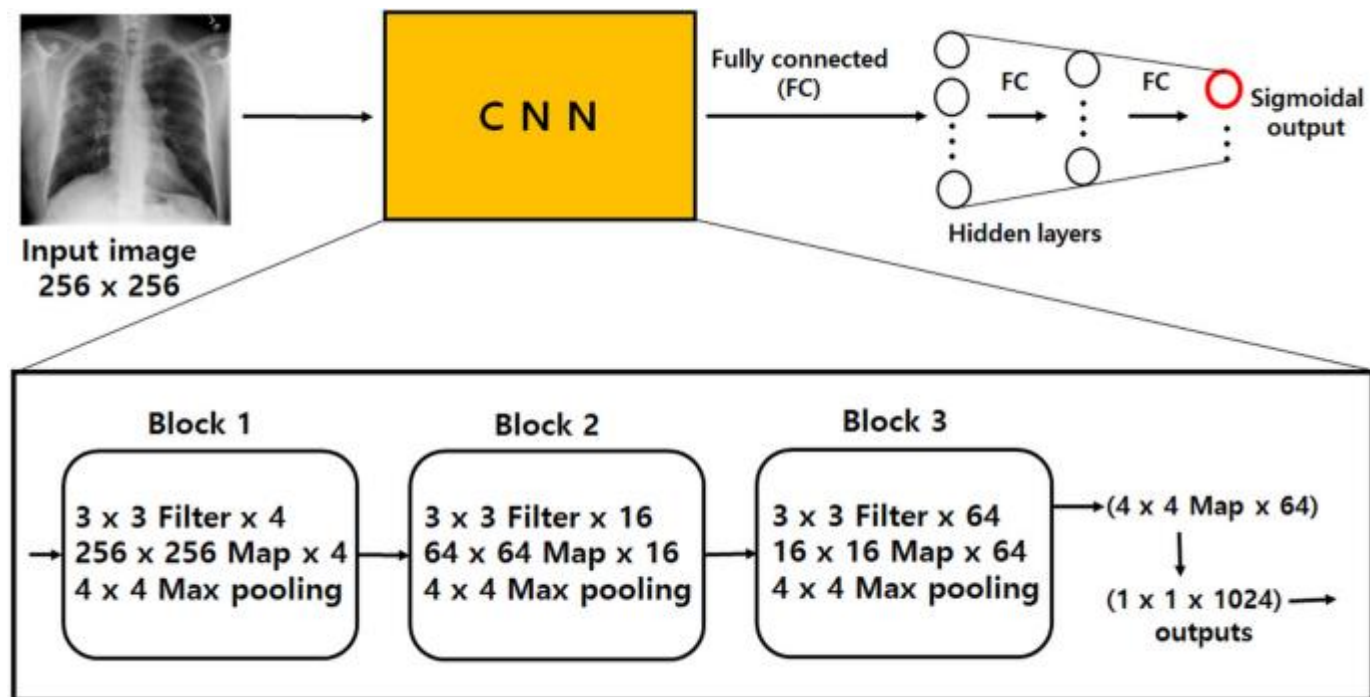 C N N
Fully connected
(FC)
FC
FC
Sigmoidal
output
Hidden layers
Input image
256 x 256
Block 1
3 x 3 Filter x 4
256 x 256 Map x 4
4 x 4 Max pooling
Block 2
3 x 3 Filter x 16
64 x 64 Map x 16
4 x 4 Max pooling
Block 3
3 x 3 Filter x 64
16 x 16 Map x 64
4 x 4 Max pooling
(4 x 4 Map x 64)
(1 x 1 x 1024)
outputs